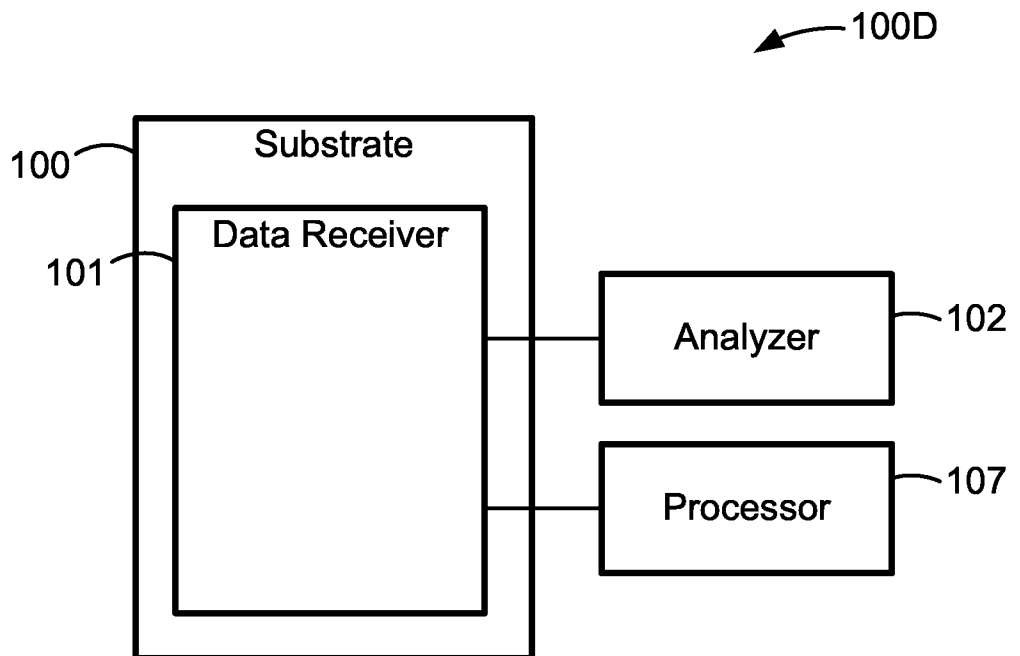 100D
Substrate
100
Data Receiver
101
Analyzer
102
Processor
107